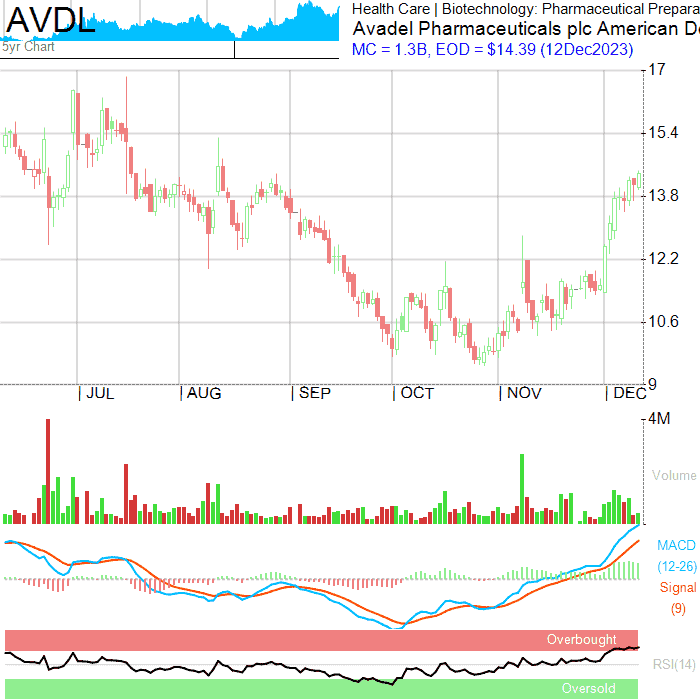 AVDL
5yr Chart
Health Care | Biotechnology: Pharmaceutical Prepara
Avadel Pharmaceuticals plc American De
MC = 1.3B, EOD = $14.39 (12Dec2023)
17
15.4
13.8
12.2
10.6
9
| JUL | AUG | SEP | OCT | NOV | DEC
4M
Volume
MACD
(12-26)
Signal
(9)
Overbought
RSI(14)
Oversold